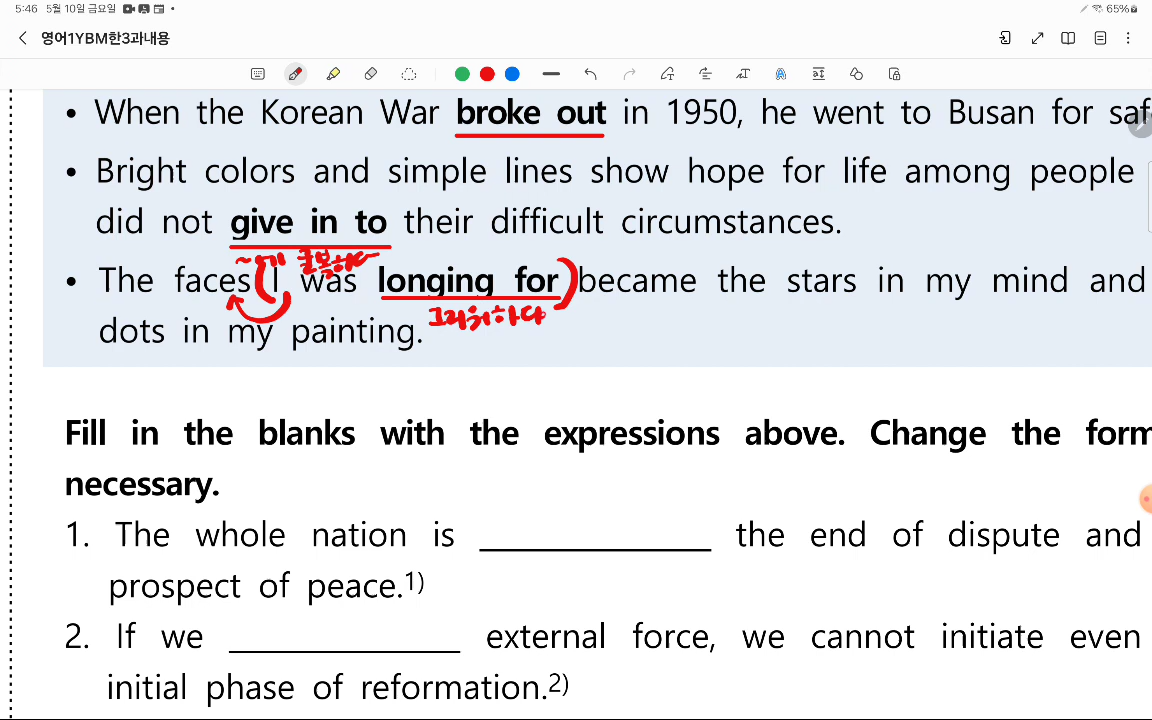 5:46 5월 10일 금요일
65%
영어1YBM한3과내용
• When the Korean War broke out in 1950, he went to Busan for saf
• Bright colors and simple lines show hope for life among people
did not give in to their difficult circumstances.
~에 굴복하다
• The faces I was longing for became the stars in my mind and
그리워하다
dots in my painting.
Fill in the blanks with the expressions above. Change the form
necessary.
1. The whole nation is ____________ the end of dispute and
prospect of peace.1)
2. If we ____________ external force, we cannot initiate even
initial phase of reformation.2)